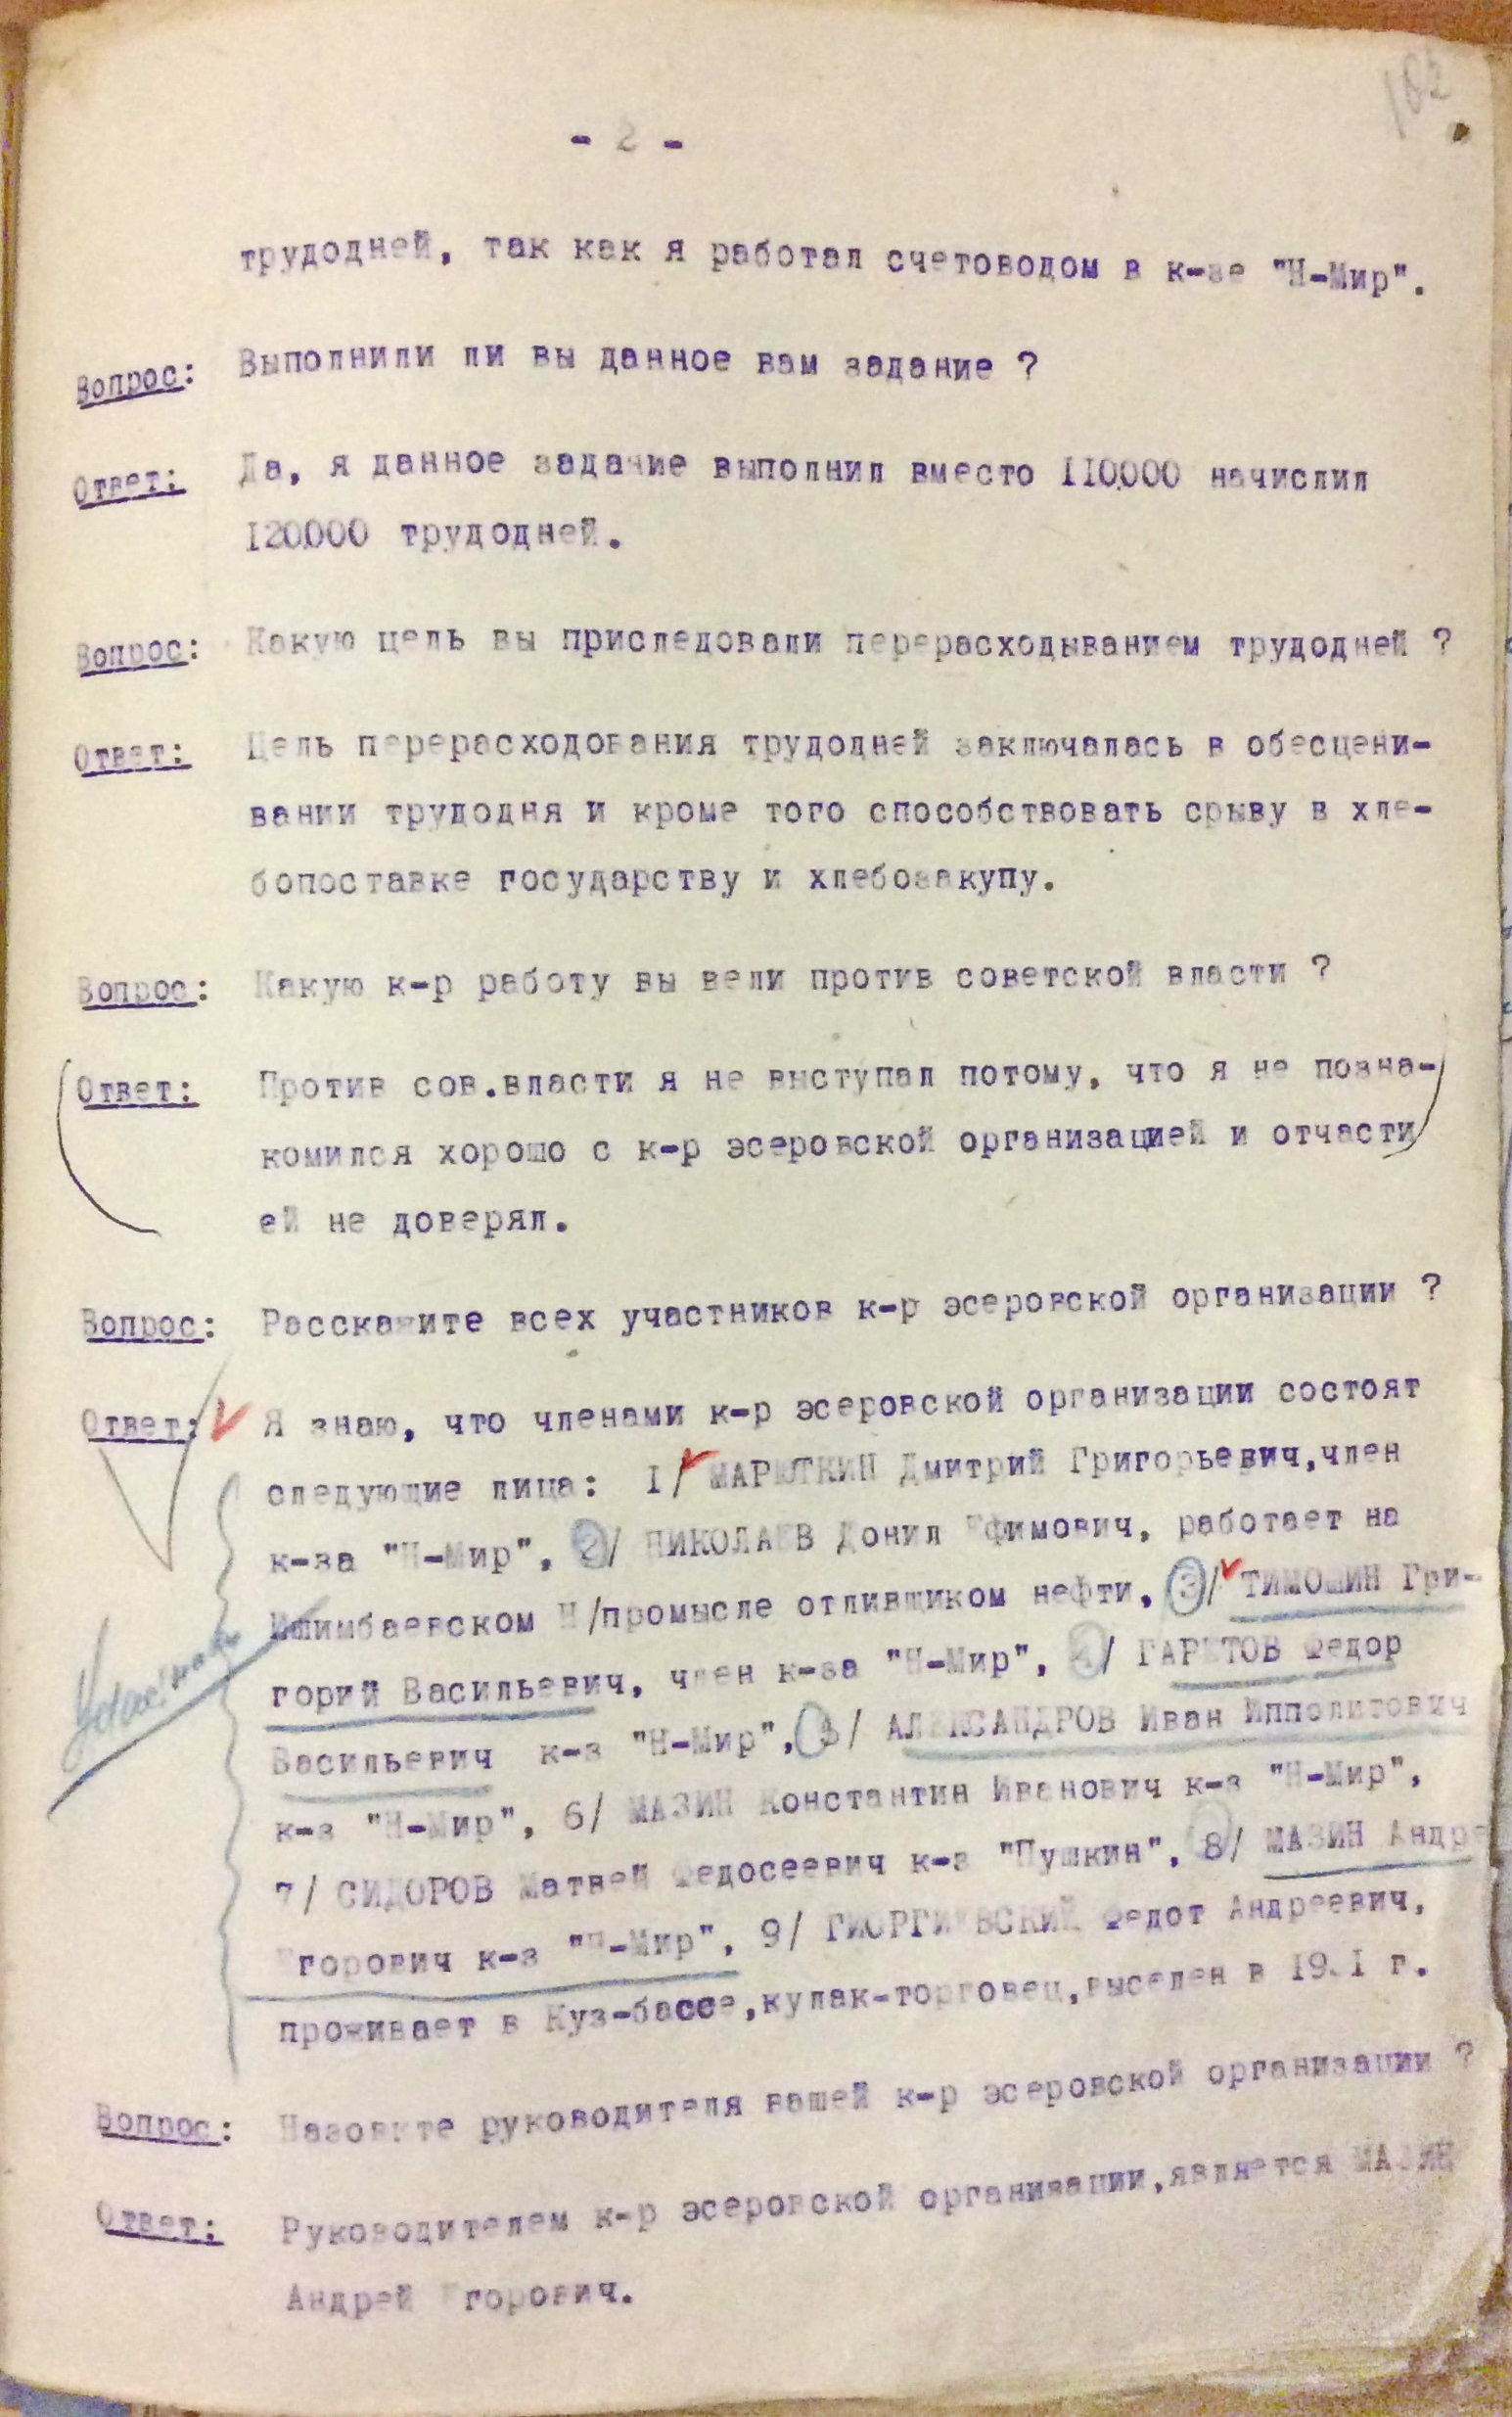 182
- 2 -
трудодней, так как я работал счетоводом в к-зе "Н-Мир".
Вопрос: Выполнили ли вы данное вам задание ?
Ответ: Да, я данное задание выполнил вместо 110.000 начислил
120.000 трудодней.
Вопрос: Какую цель вы приследовали перерасходыванием трудодней ?
Ответ: Цель перерасходования трудодней заключалась в обесцени-
вании трудодня и кроме того способствовать срыву в хле-
бопоставке государству и хлебозакупу.
Вопрос: Какую к-р работу вы вели против советской власти ?
Ответ: Против сов.власти я не выступал потому, что я не позна-
комился хорошо с к-р эсеровской организацией и отчасти
ей не доверял.
Вопрос: Расскажите всех участников к-р эсеровской организации ?
Ответ: Я знаю, что членами к-р эсеровской организации состоят
следующие лица: 1/ МАРЮТКИН Дмитрий Григорьевич,член
к-за "Н-Мир", 2/ НИКОЛАЕВ Донил Ефимович, работает на
Ишимбаевском Н/промысле отливщиком нефти, 3/ ТИМОШИН Гри-
горий Васильевич, член к-за "Н-Мир", 4/ Федор
Васильевич к-з "Н-Мир", 5/ АЛЕКСАНДРОВ Иван Ипполитович
к-з "Н-Мир", 6/ МАЗИН Константин Иванович к-з "Н-Мир",
7/ СИДОРОВ Матвей Федосеевич к-з "Пушкин", 8/ МАЗИН Андре
Егорович к-з "Н-Мир", 9/ ГИОРГИЕВСКИЙ Федот Андреевич,
проживает в Куз-бассе,кулак-торговец,выселен в г.
Вопрос: Назовите руководителя вашей к-р эсеровской организации ?
Ответ: Руководителем к-р эсеровской организации,является МАЗИН
Андрей Егорович.